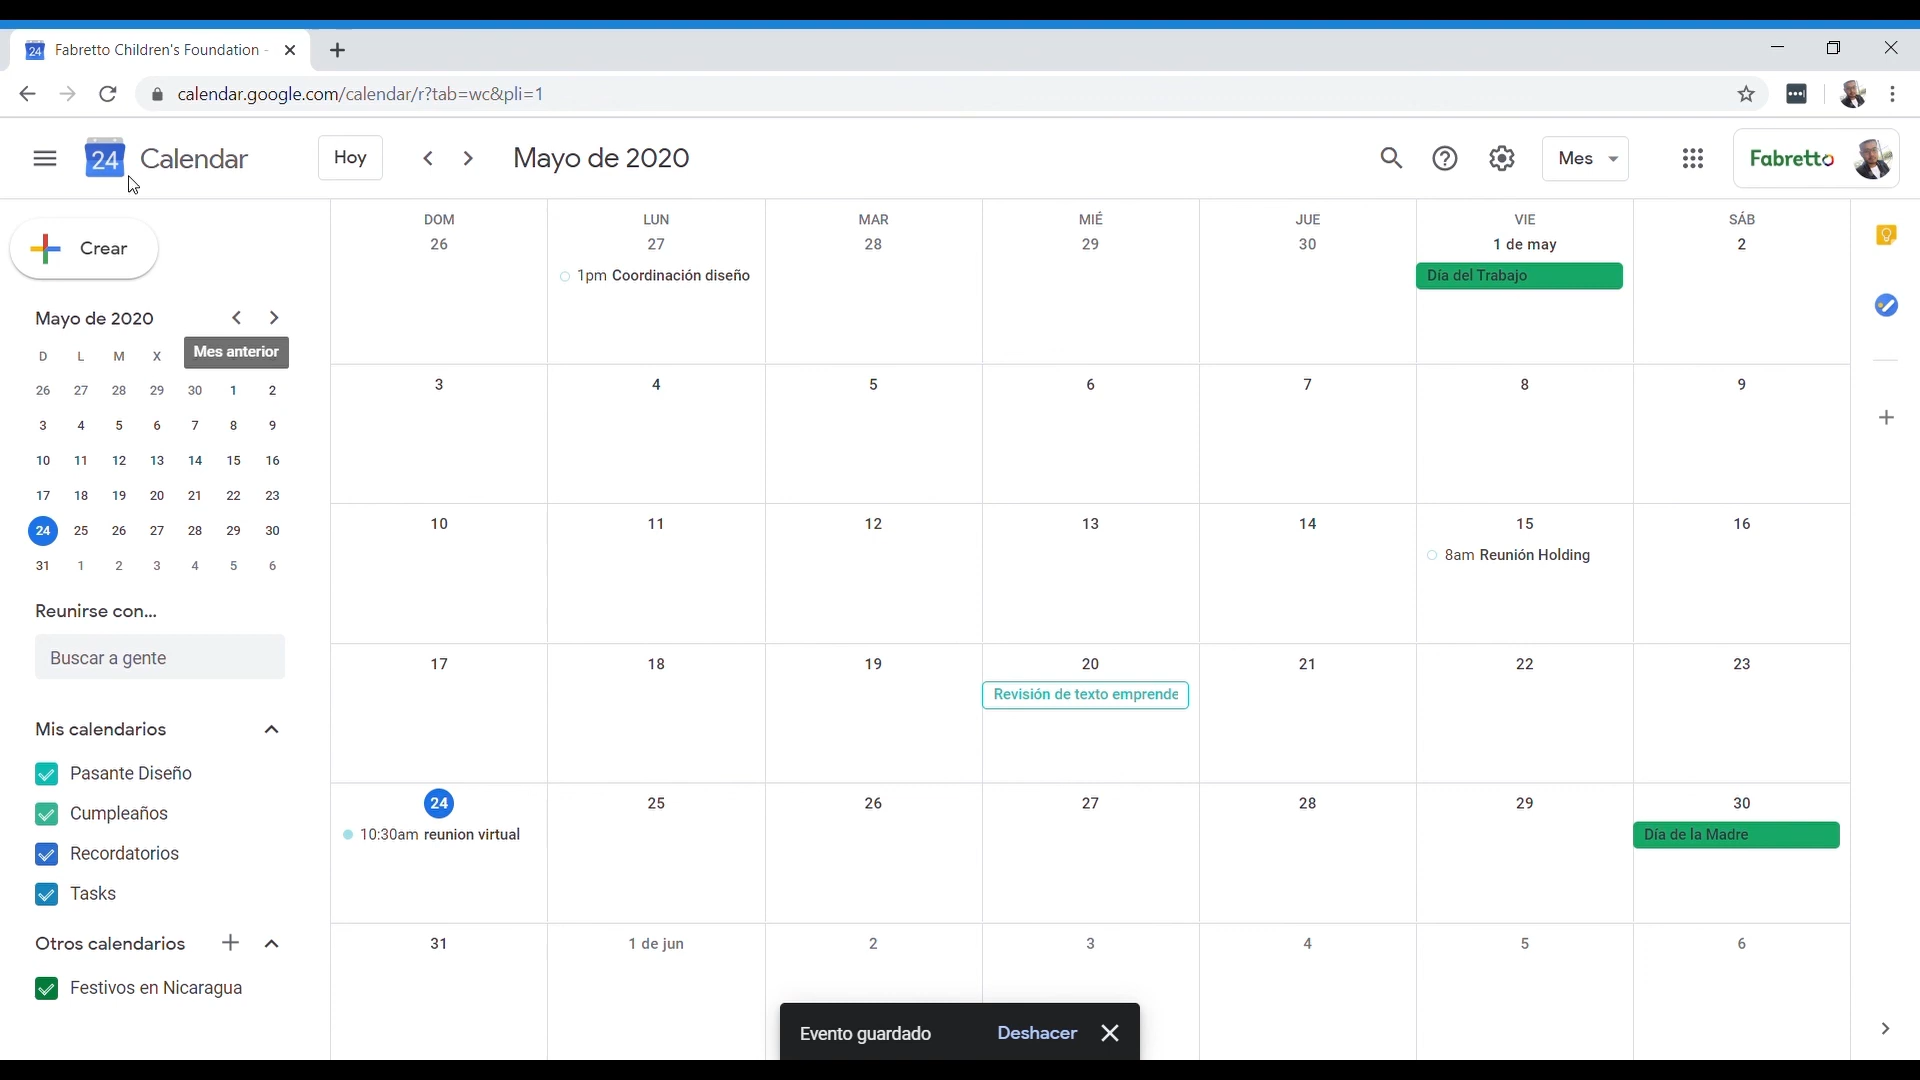 24 Fabretto Children's Foundation -
calendar.google.com/calendar/r?tab=wc&pli=1
24 Calendar Hoy Mayo de 2020 Mes Fabretto
Crear
Mayo de 2020
D L M X
Mes anterior
26 27 28 29 30 1 2
3 4 5 6 7 8 9
10 11 12 13 14 15 16
17 18 19 20 21 22 23
24 25 26 27 28 29 30
31 1 2 3 4 5 6
Reunirse con...
Buscar a gente
Mis calendarios
Pasante Diseño
Cumpleaños
Recordatorios
Tasks
Otros calendarios
Festivos en Nicaragua
DOM LUN MAR MIÉ JUE VIE SÁB
26 27 28 29 30 1 de may 2
1pm Coordinación diseño Día del Trabajo
3 4 5 6 7 8 9
10 11 12 13 14 15 16
8am Reunión Holding
17 18 19 20 21 22 23
Revisión de texto emprende
24 25 26 27 28 29 30
10:30am reunion virtual Día de la Madre
31 1 de jun 2 3 4 5 6
Evento guardado Deshacer